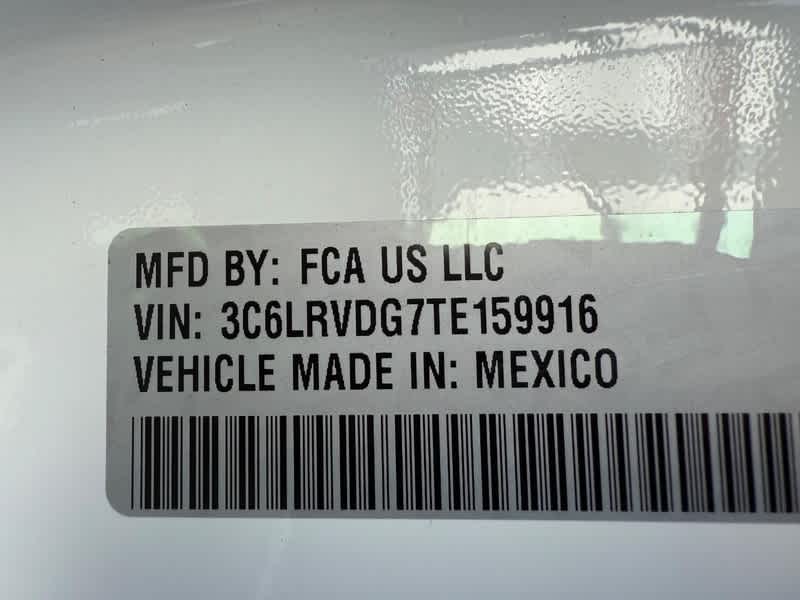 MFD BY: FCA US LLC
VIN: 3C6LRVDG7TE159916
VEHICLE MADE IN: MEXICO